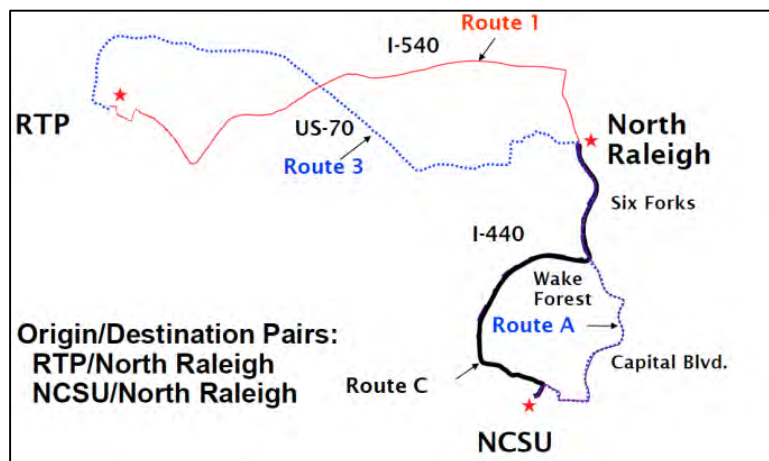 Route 1
I-540
RTP
US-70
Route 3
North
Raleigh
Six Forks
I-440
Wake
Forest
Route A
Origin/Destination Pairs:
RTP/North Raleigh
NCSU/North Raleigh
Capital Blvd.
Route C
NCSU